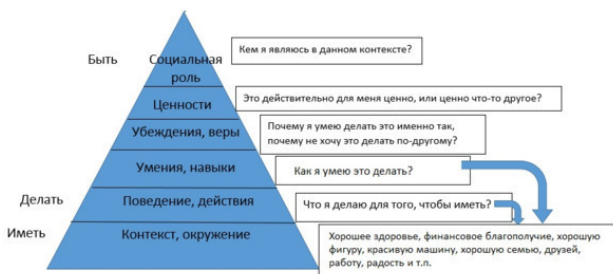 Кем я являюсь в данном контексте?
Быть
Социальная
роль
Ценности
Это действительно для меня ценно, или ценно что-то другое?
Убеждения, веры
Почему я умею делать это именно так,
почему не хочу это делать по-другому?
Умения, навыки
Как я умею это делать?
Делать
Поведение, действия
Что я делаю для того, чтобы иметь?
Иметь
Контекст, окружение
Хорошее здоровье, финансовое благополучие, хорошую
фигуру, красивую машину, хорошую семью, друзей,
работу, радость и т.п.